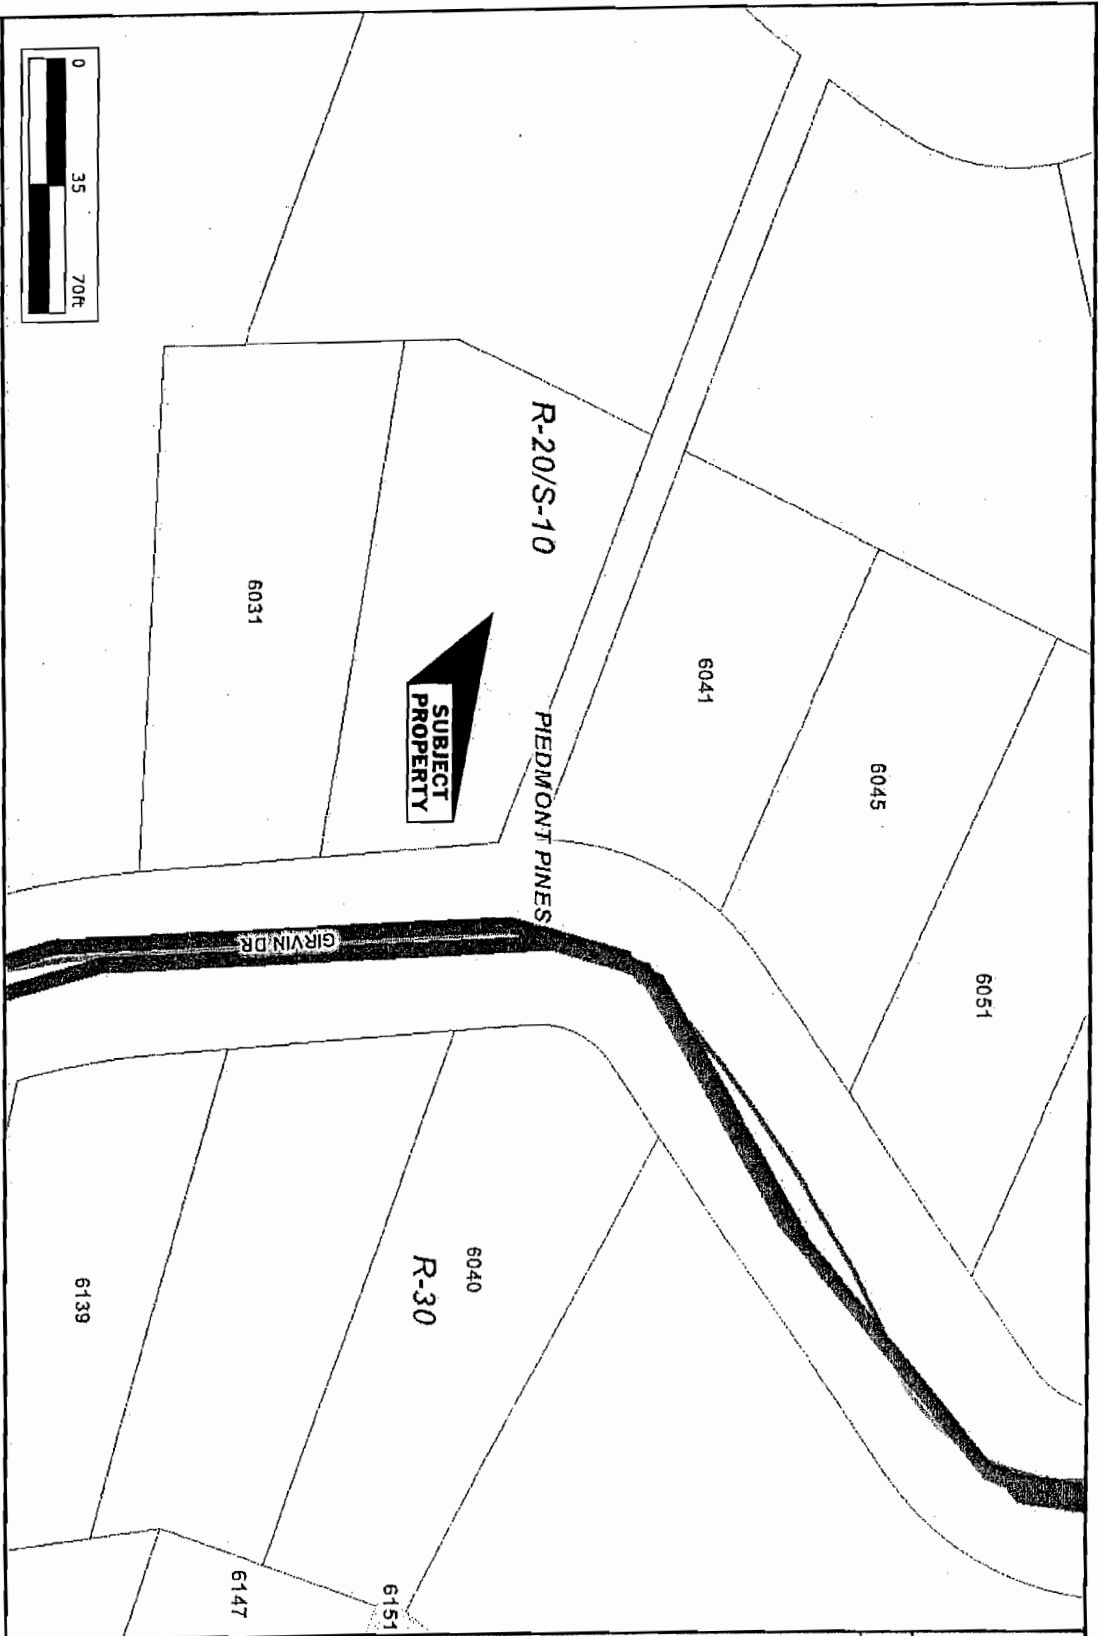 0 35 70ft
R-20/S-10
6031
SUBJECT
PROPERTY
6041
PIEDMONT PINES
6045
6051
GIRVIN DR
6040
R-30
6139
6147
6151